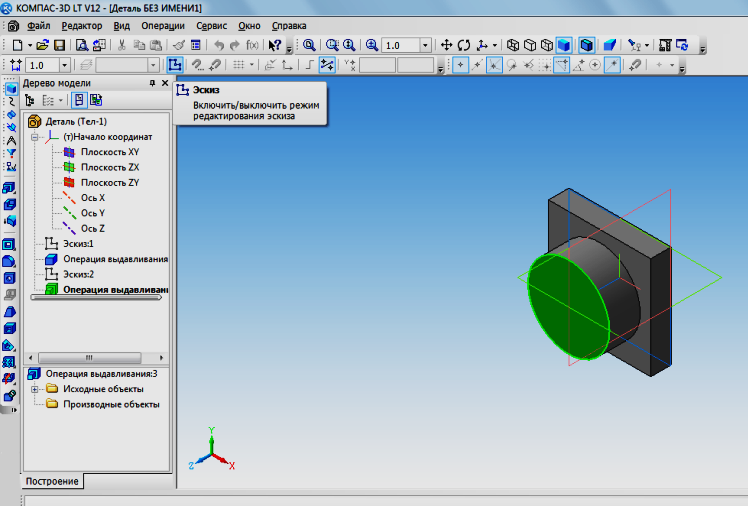 КОМПАС-3D LT V12 - [Деталь БЕЗ ИМЕНИ1]
Файл Редактор Вид Операции Сервис Окно Справка
f(x) 1.0
1.0
Дерево модели
Эскиз
Включить/выключить режим
редактирования эскиза
Деталь (Тел-1)
(т)Начало координат
Плоскость XY
Плоскость ZX
Плоскость ZY
Ось X
Ось Y
Ось Z
Эскиз:1
Операция выдавливания
Эскиз:2
Операция выдавливани
Операция выдавливания:3
Исходные объекты
Производные объекты
Построение
Y
Z X